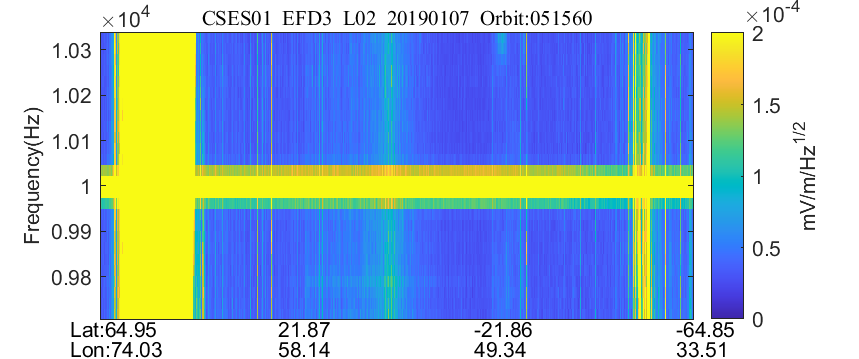 ×10⁴
CSES01 EFD3 L02 20190107 Orbit:051560
×10⁻⁴
1.03
1.02
1.01
1
0.99
0.98
Frequency(Hz)
2
1.5
1
0.5
0
mV/m/Hz^1/2
Lat:64.95 21.87 -21.86 -64.85
Lon:74.03 58.14 49.34 33.51